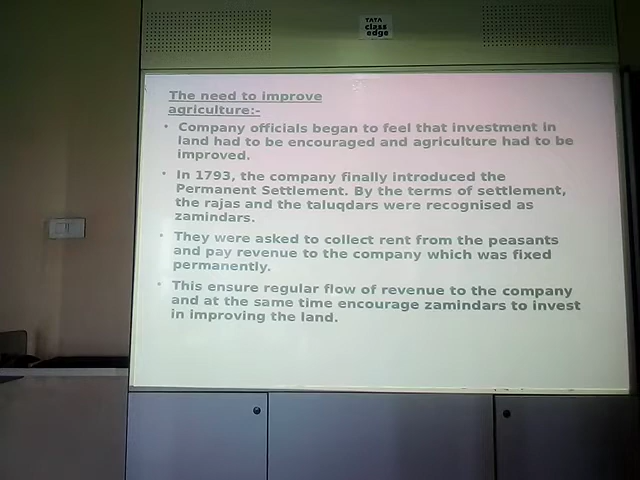 TATA
class
edge
The need to improve
agriculture:-
• Company officials began to feel that investment in
land had to be encouraged and agriculture had to be
improved.
• In 1793, the company finally introduced the
Permanent Settlement. By the terms of settlement,
the rajas and the taluqdars were recognised as
zamindars.
• They were asked to collect rent from the peasants
and pay revenue to the company which was fixed
permanently.
• This ensure regular flow of revenue to the company
and at the same time encourage zamindars to invest
in improving the land.